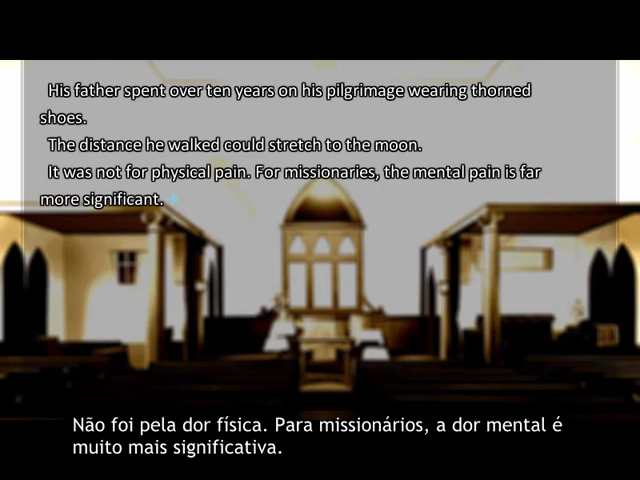 His father spent over ten years on his pilgrimage wearing thorned
shoes.
The distance he walked could stretch to the moon.
It was not for physical pain. For missionaries, the mental pain is far
more significant.
Não foi pela dor física. Para missionários, a dor mental é
muito mais significativa.